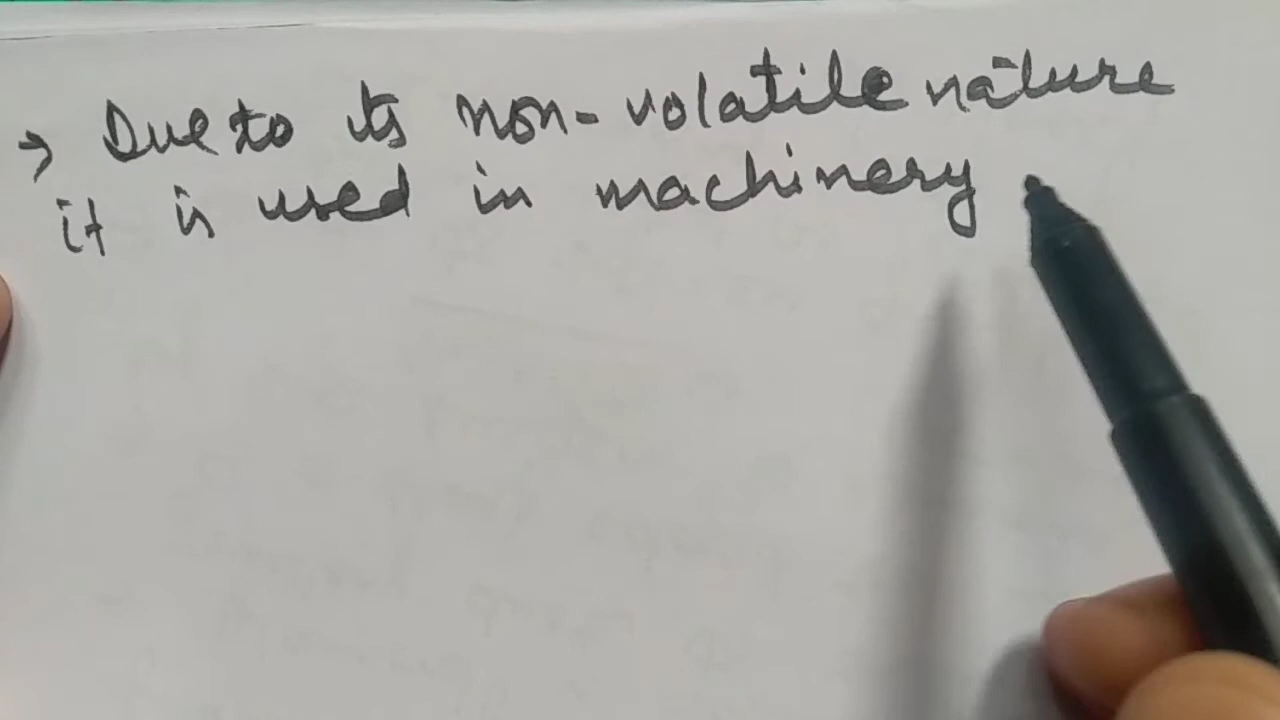 → Due to its non-volatile nature
it is used in machinery